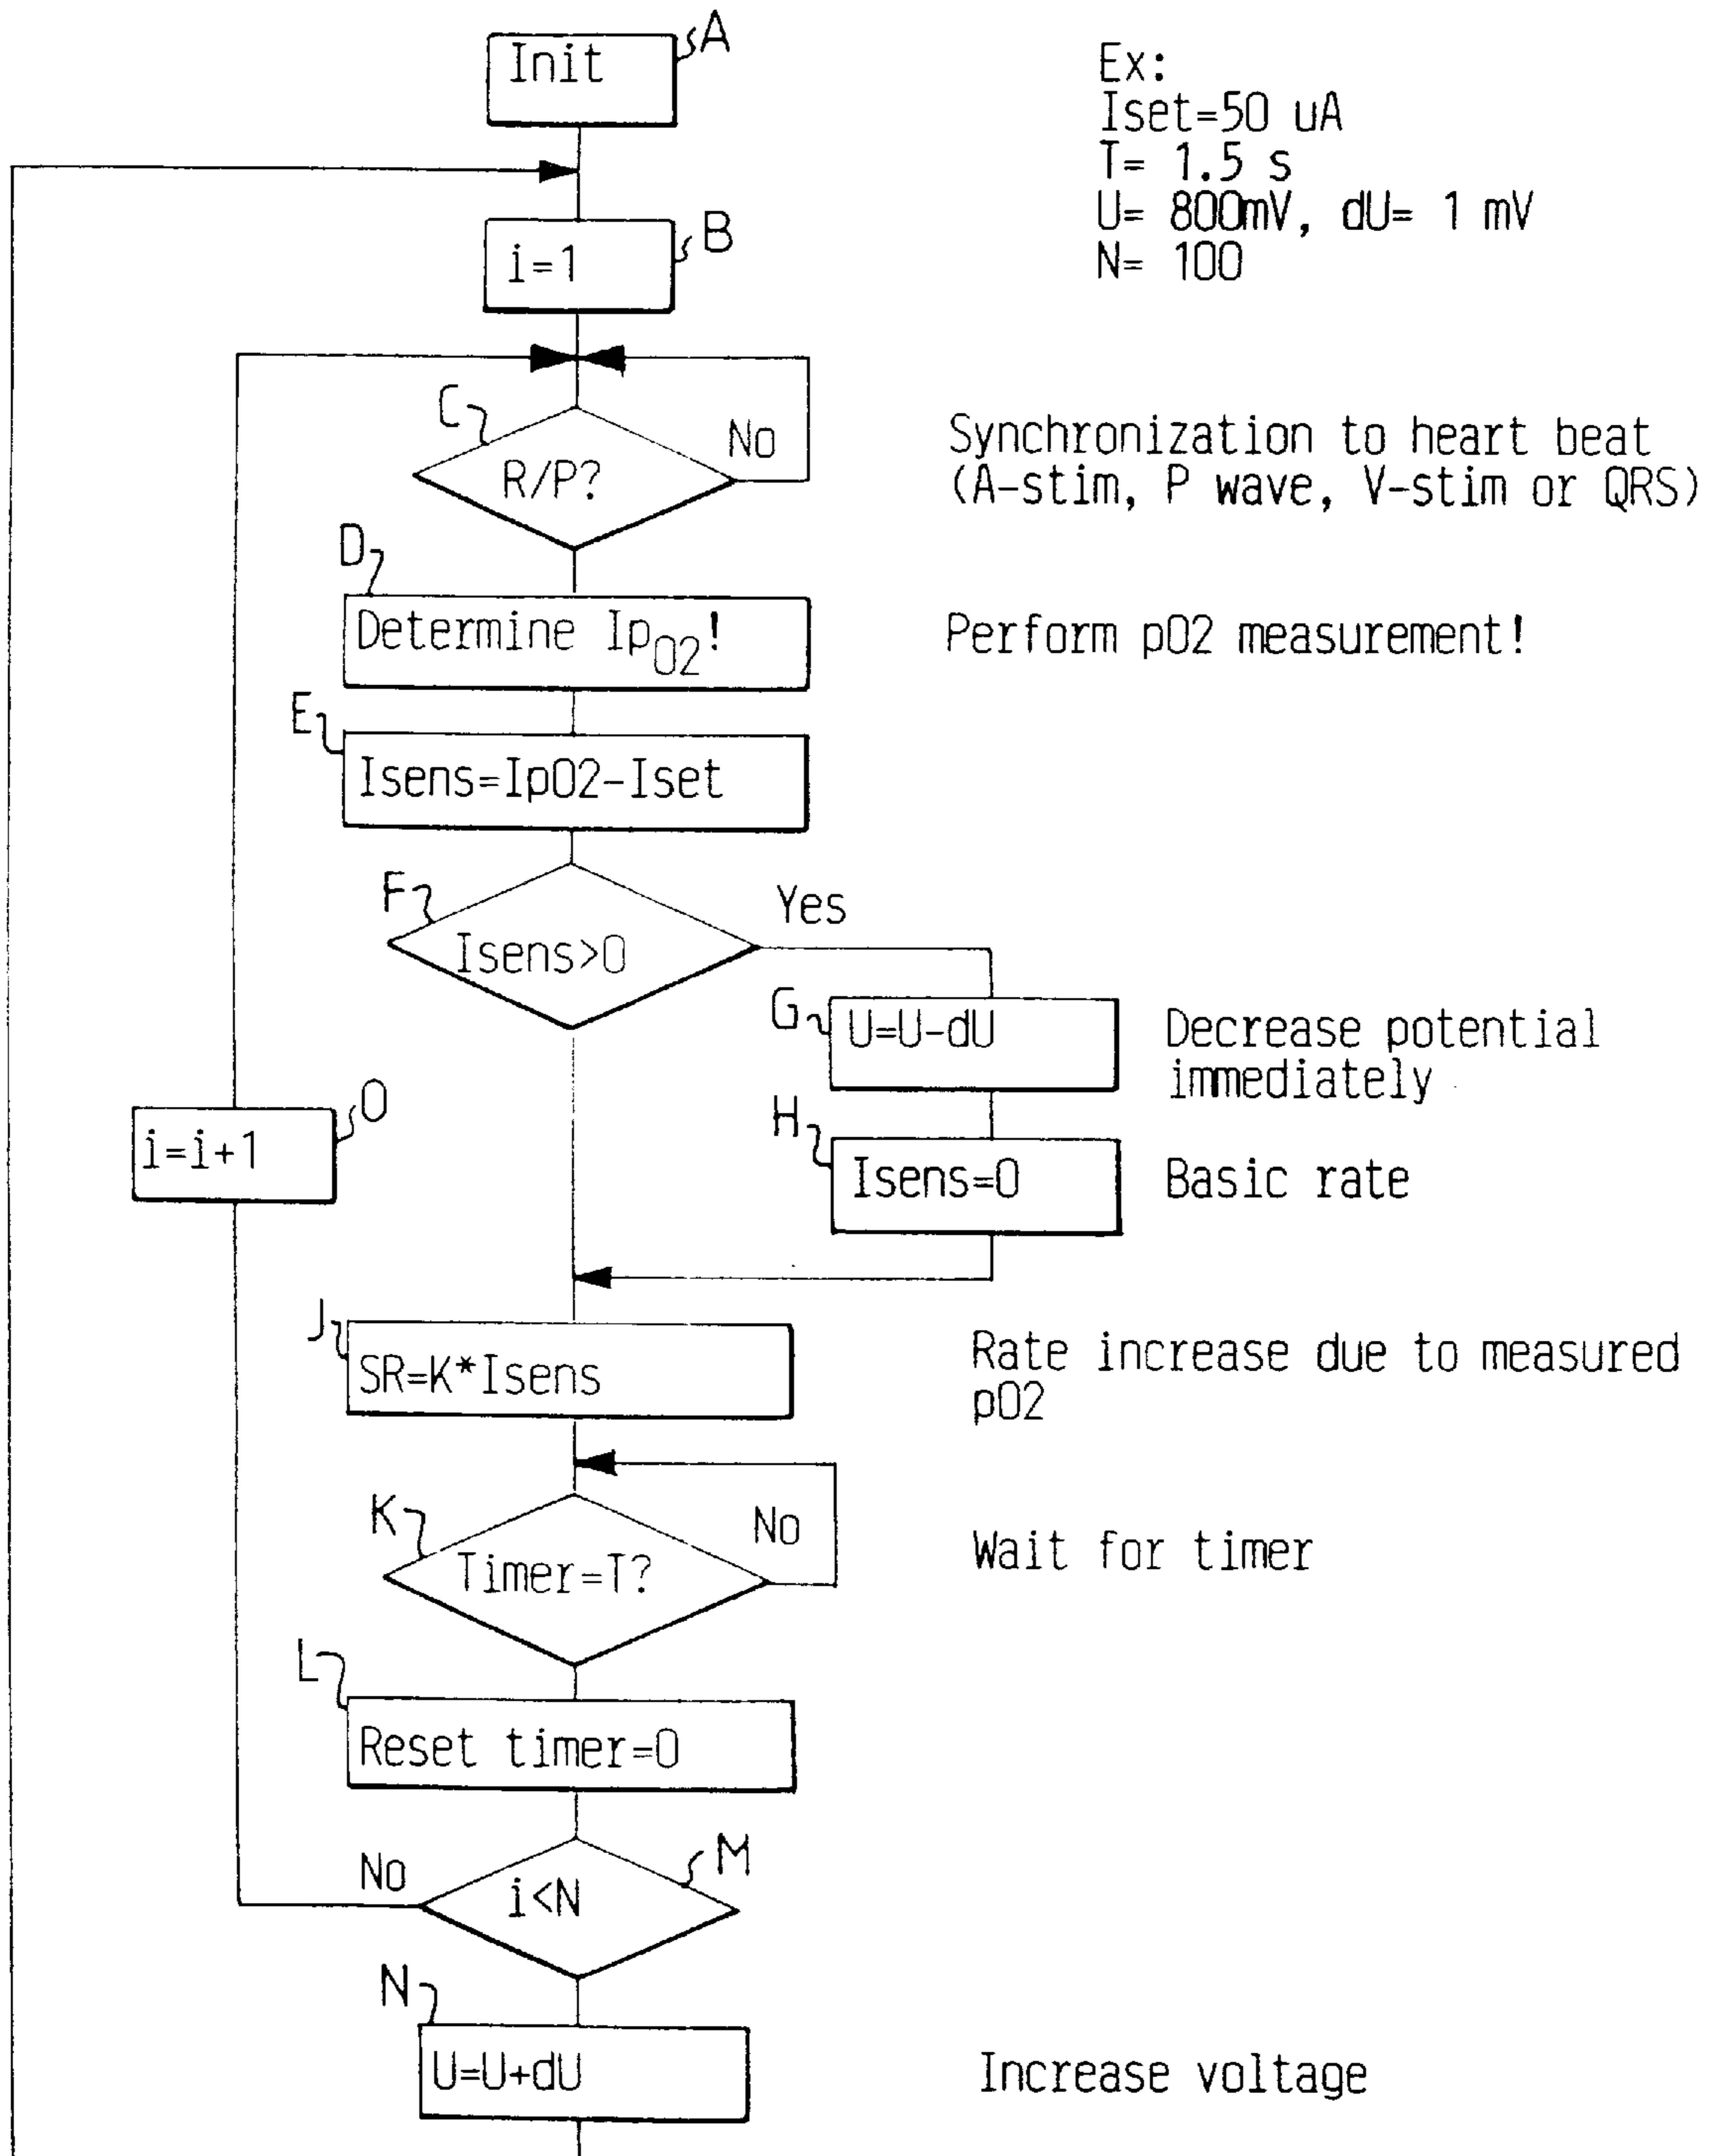 Init
A
Ex:
Iset=50 uA
T= 1.5 s
U= 800mV, dU= 1 mV
N= 100
i=1
B
C
R/P?
No
Synchronization to heart beat
(A-stim, P wave, V-stim or QRS)
D
Determine IpO2!
Perform pO2 measurement!
E
Isens=IpO2-Iset
F
Isens>0
Yes
G
U=U-dU
Decrease potential
immediately
H
Isens=0
Basic rate
O
i=i+1
J
SR=K*Isens
Rate increase due to measured
pO2
K
Timer=T?
No
Wait for timer
L
Reset timer=0
M
i<N
No
N
U=U+dU
Increase voltage